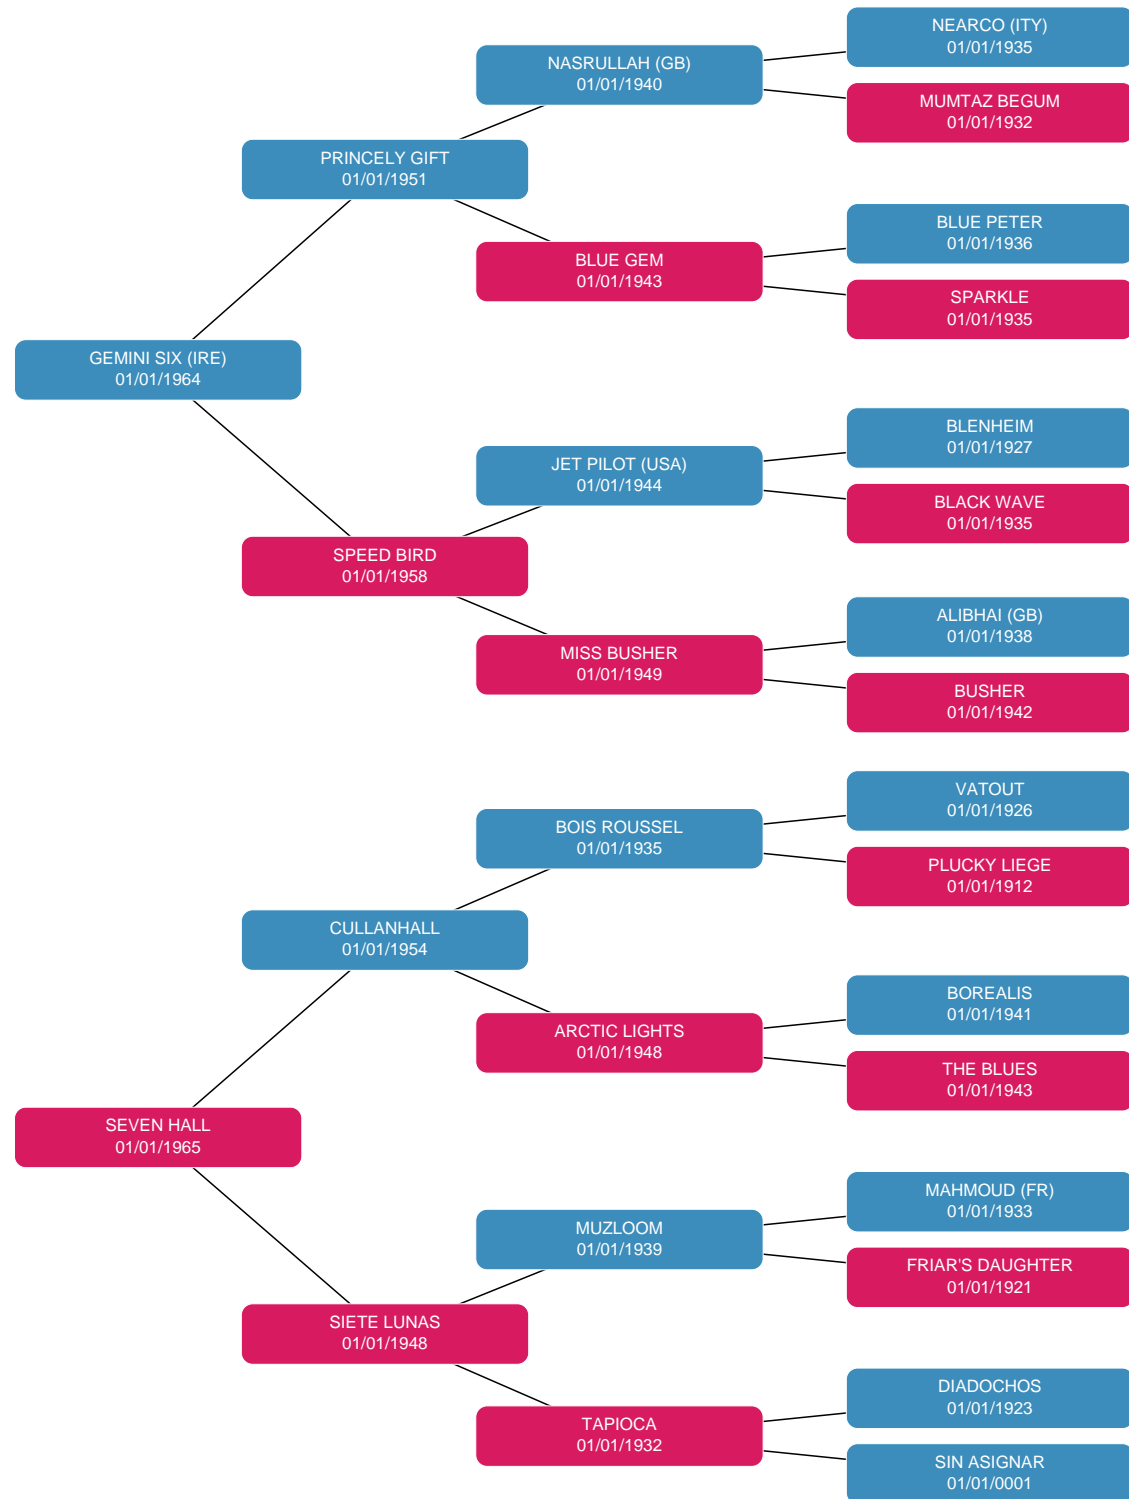 NEARCO (ITY)
01/01/1935
NASRULLAH (GB)
01/01/1940
MUMTAZ BEGUM
01/01/1932
PRINCELY GIFT
01/01/1951
BLUE PETER
01/01/1936
BLUE GEM
01/01/1943
SPARKLE
01/01/1935
GEMINI SIX (IRE)
01/01/1964
BLENHEIM
01/01/1927
JET PILOT (USA)
01/01/1944
BLACK WAVE
01/01/1935
SPEED BIRD
01/01/1958
ALIBHAI (GB)
01/01/1938
MISS BUSHER
01/01/1949
BUSHER
01/01/1942
VATOUT
01/01/1926
BOIS ROUSSEL
01/01/1935
PLUCKY LIEGE
01/01/1912
CULLANHALL
01/01/1954
BOREALIS
01/01/1941
ARCTIC LIGHTS
01/01/1948
THE BLUES
01/01/1943
SEVEN HALL
01/01/1965
MAHMOUD (FR)
01/01/1933
MUZLOOM
01/01/1939
FRIAR'S DAUGHTER
01/01/1921
SIETE LUNAS
01/01/1948
DIADOCHOS
01/01/1923
TAPIOCA
01/01/1932
SIN ASIGNAR
01/01/0001